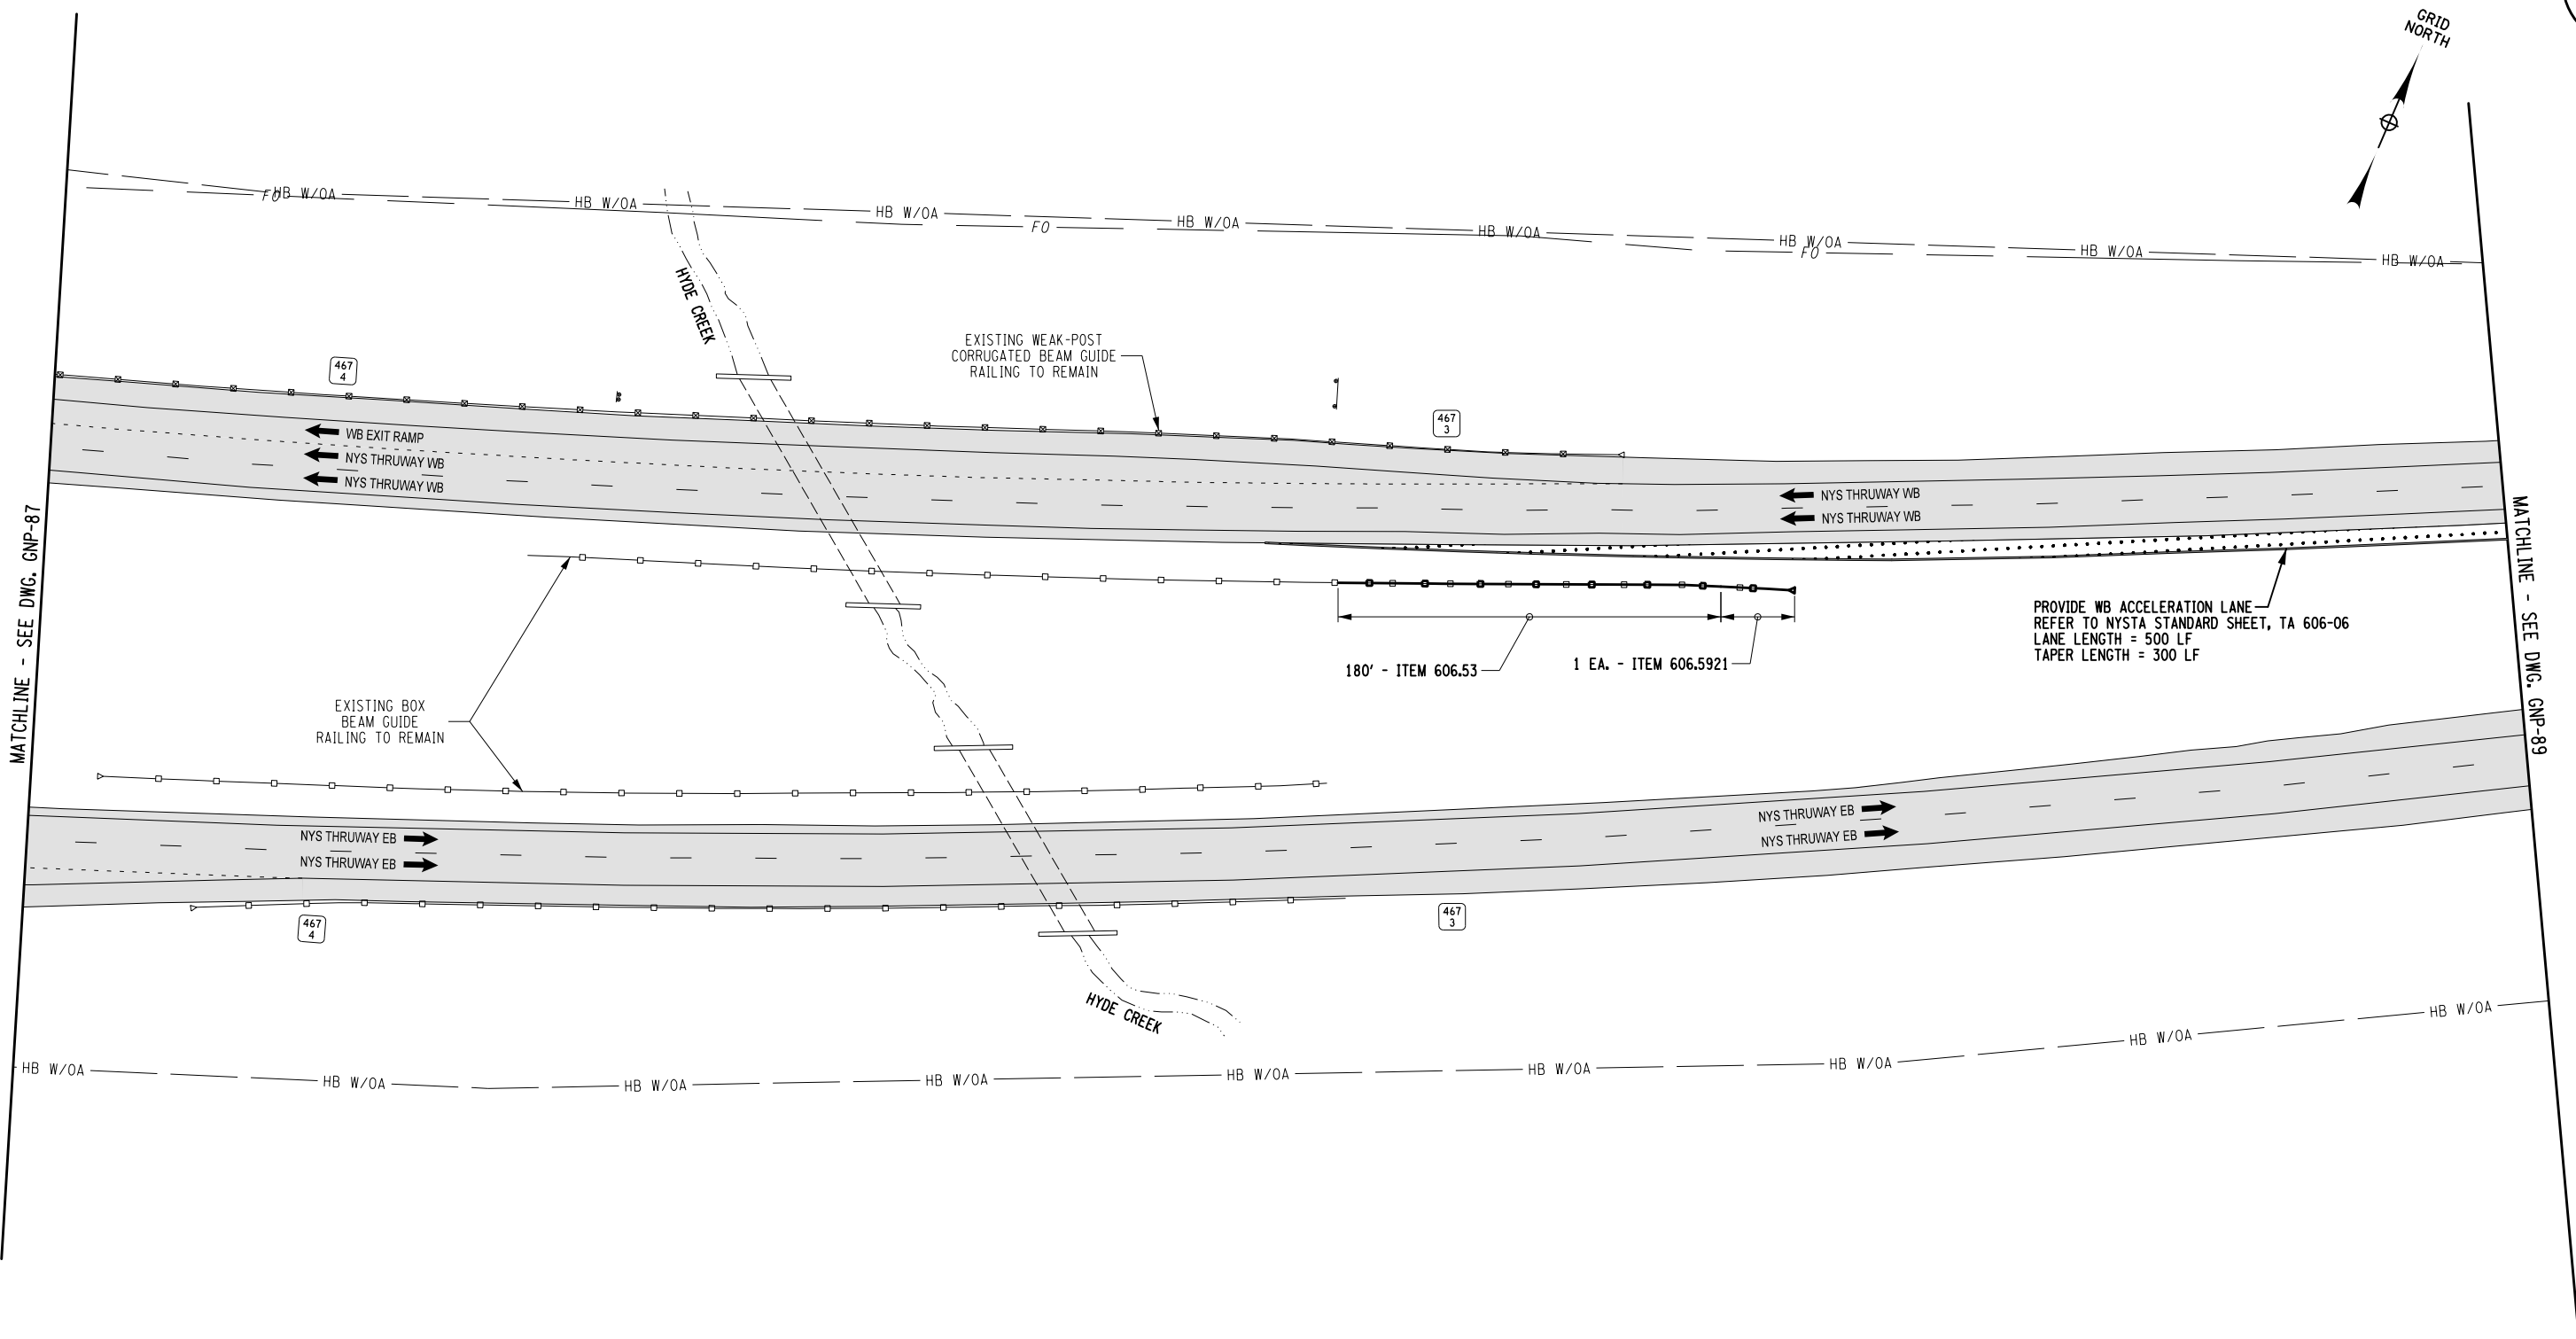 GRID
NORTH
HB W/OA
HB W/OA
HB W/OA
HB W/OA
HB W/OA
HB W/OA
HB W/OA
HB W/OA
FO
FO
FO
HYDE CREEK
EXISTING WEAK-POST
CORRUGATED BEAM GUIDE
RAILING TO REMAIN
467
4
467
3
WB EXIT RAMP
NYS THRUWAY WB
NYS THRUWAY WB
NYS THRUWAY WB
NYS THRUWAY WB
MATCHLINE - SEE DWG. GNP-87
MATCHLINE - SEE DWG. GNP-89
PROVIDE WB ACCELERATION LANE
REFER TO NYSTA STANDARD SHEET, TA 606-06
LANE LENGTH = 500 LF
TAPER LENGTH = 300 LF
180' - ITEM 606.53
1 EA. - ITEM 606.5921
EXISTING BOX
BEAM GUIDE
RAILING TO REMAIN
NYS THRUWAY EB
NYS THRUWAY EB
NYS THRUWAY EB
NYS THRUWAY EB
467
4
467
3
HYDE CREEK
HB W/OA
HB W/OA
HB W/OA
HB W/OA
HB W/OA
HB W/OA
HB W/OA
HB W/OA
HB W/OA